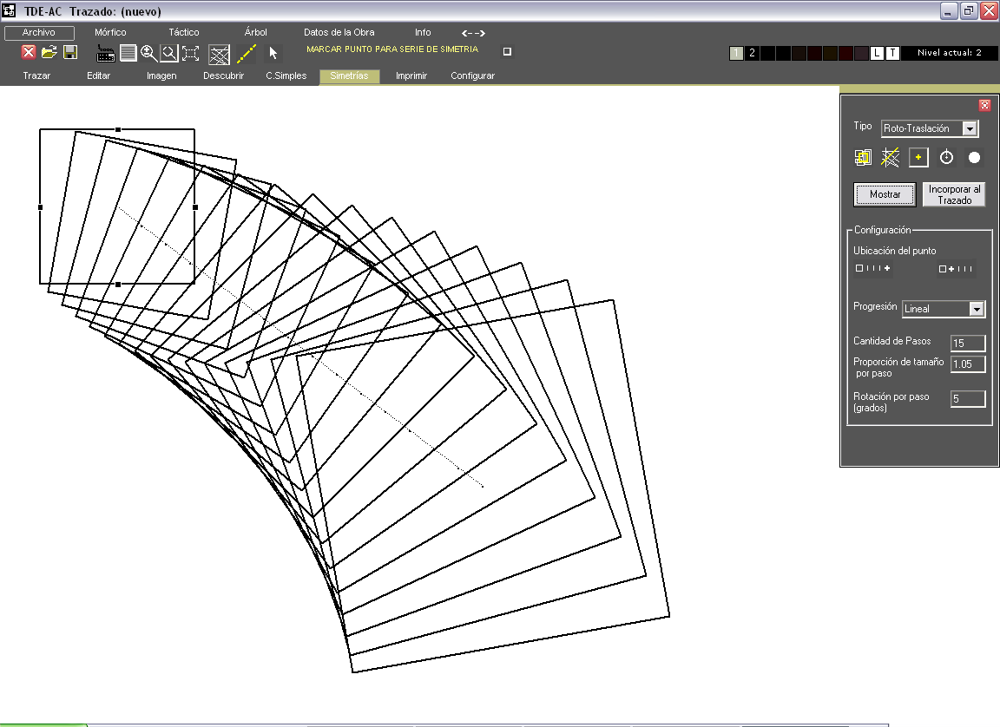 TDE-AC Trazado: (nuevo)
Archivo Mórfico Táctico Árbol Datos de la Obra Info <-->
MARCAR PUNTO PARA SERIE DE SIMETRIA
1 2 L T Nivel actual: 2
Trazar Editar Imagen Descubrir C.Simples Simetrías Imprimir Configurar
Tipo Roto-Traslación
Mostrar
Incorporar al
Trazado
Configuración
Ubicación del punto
Progresión Lineal
Cantidad de Pasos 15
Proporción de tamaño
por paso 1.05
Rotación por paso
(grados) 5